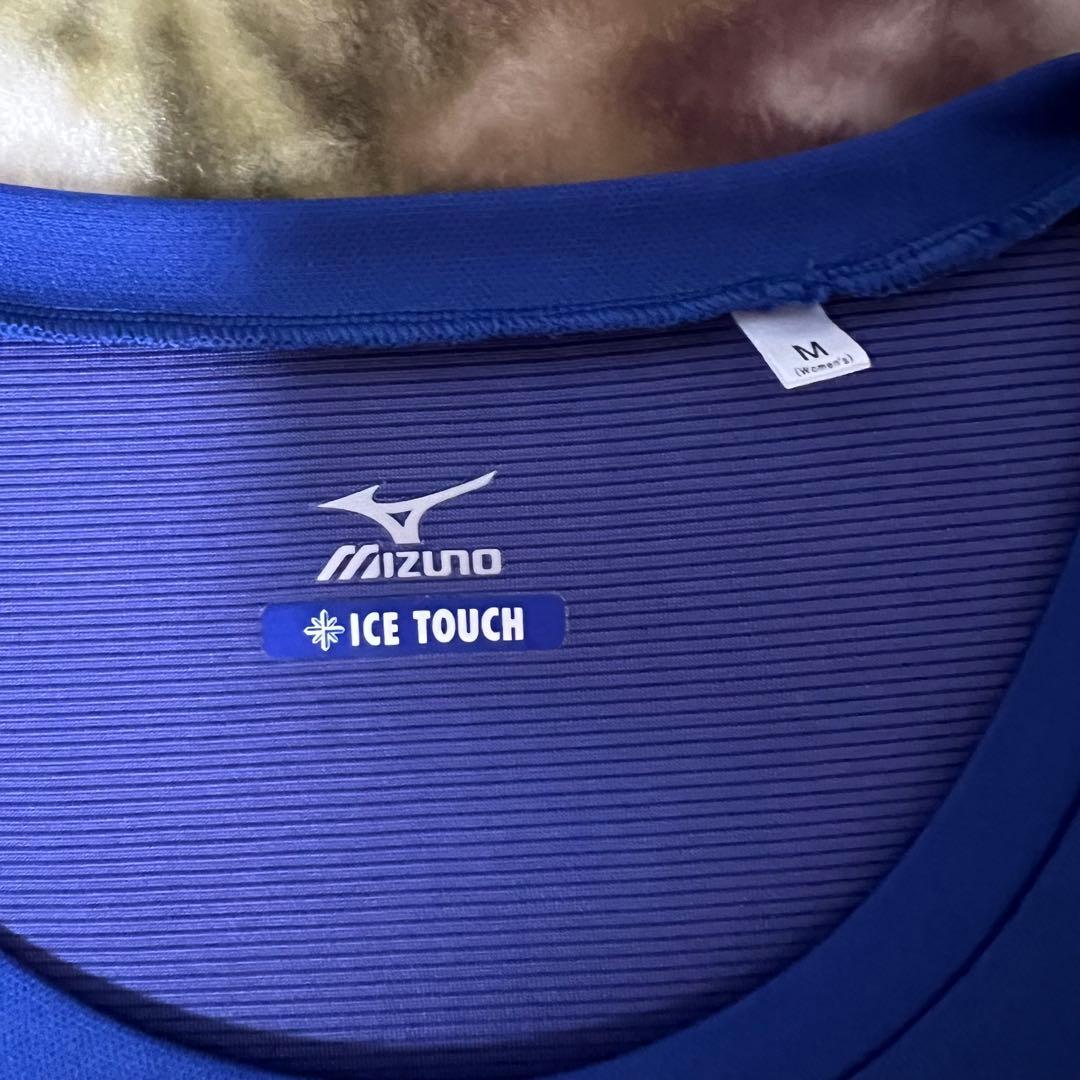 M
(Women's)
MIZUNO
ICE TOUCH